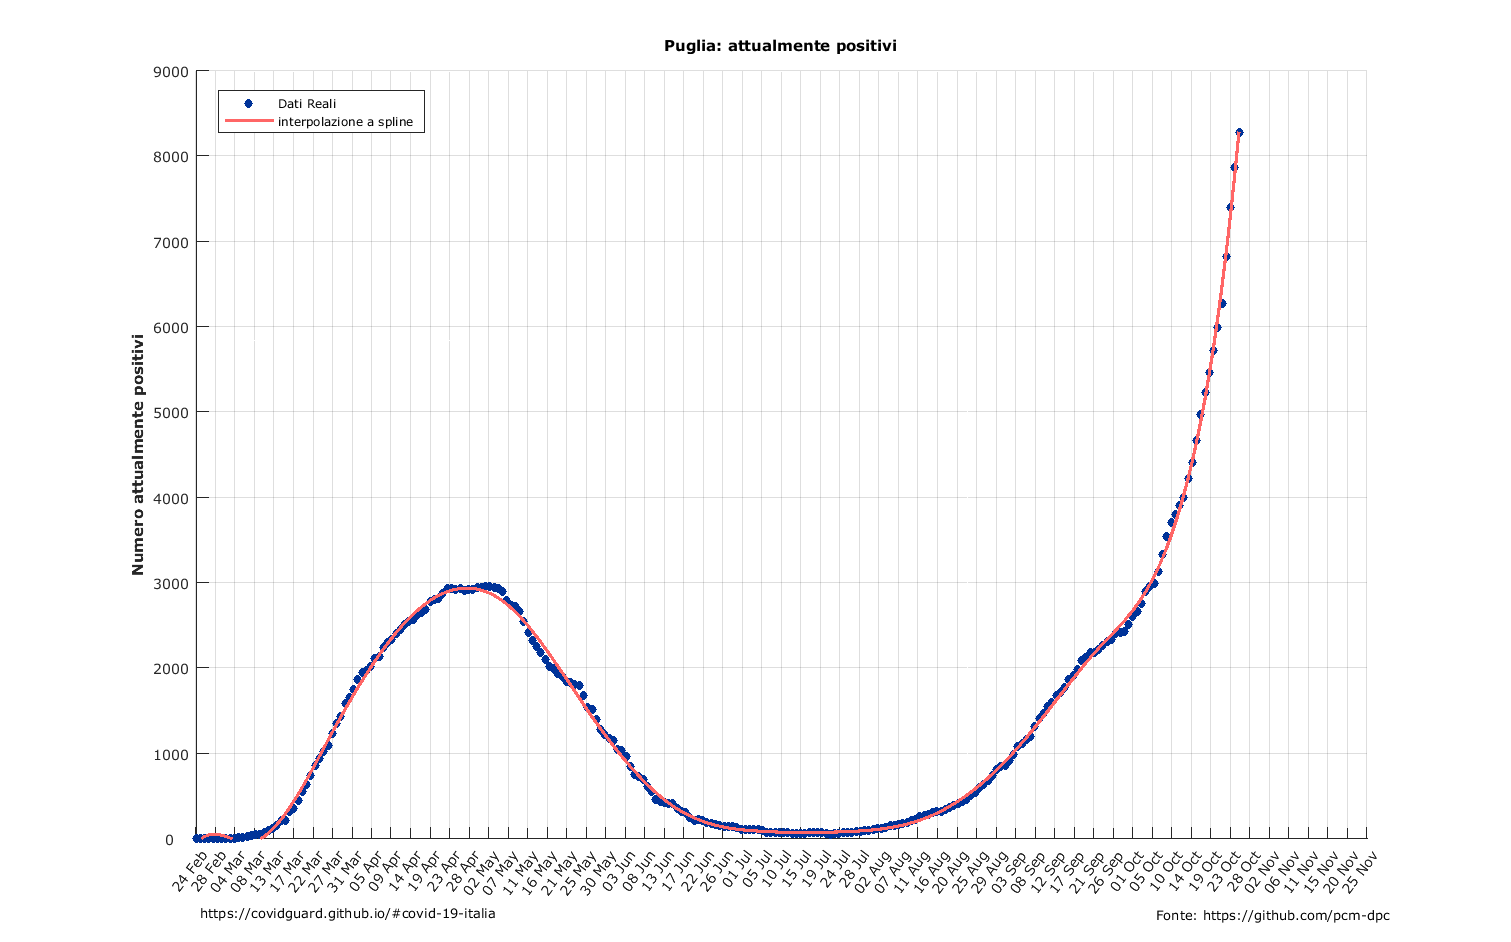 Puglia: attualmente positivi
Dati Reali
interpolazione a spline
Numero attualmente positivi
9000
8000
7000
6000
5000
4000
3000
2000
1000
0
24 Feb
28 Feb
04 Mar
08 Mar
13 Mar
17 Mar
22 Mar
27 Mar
31 Mar
05 Apr
09 Apr
14 Apr
19 Apr
23 Apr
28 Apr
02 May
07 May
11 May
16 May
21 May
25 May
30 May
03 Jun
08 Jun
13 Jun
17 Jun
22 Jun
26 Jun
01 Jul
05 Jul
10 Jul
15 Jul
19 Jul
24 Jul
28 Jul
02 Aug
07 Aug
11 Aug
16 Aug
20 Aug
25 Aug
29 Aug
03 Sep
08 Sep
12 Sep
17 Sep
21 Sep
26 Sep
01 Oct
05 Oct
10 Oct
14 Oct
19 Oct
23 Oct
28 Oct
02 Nov
06 Nov
11 Nov
15 Nov
20 Nov
25 Nov
https://covidguard.github.io/#covid-19-italia
Fonte: https://github.com/pcm-dpc